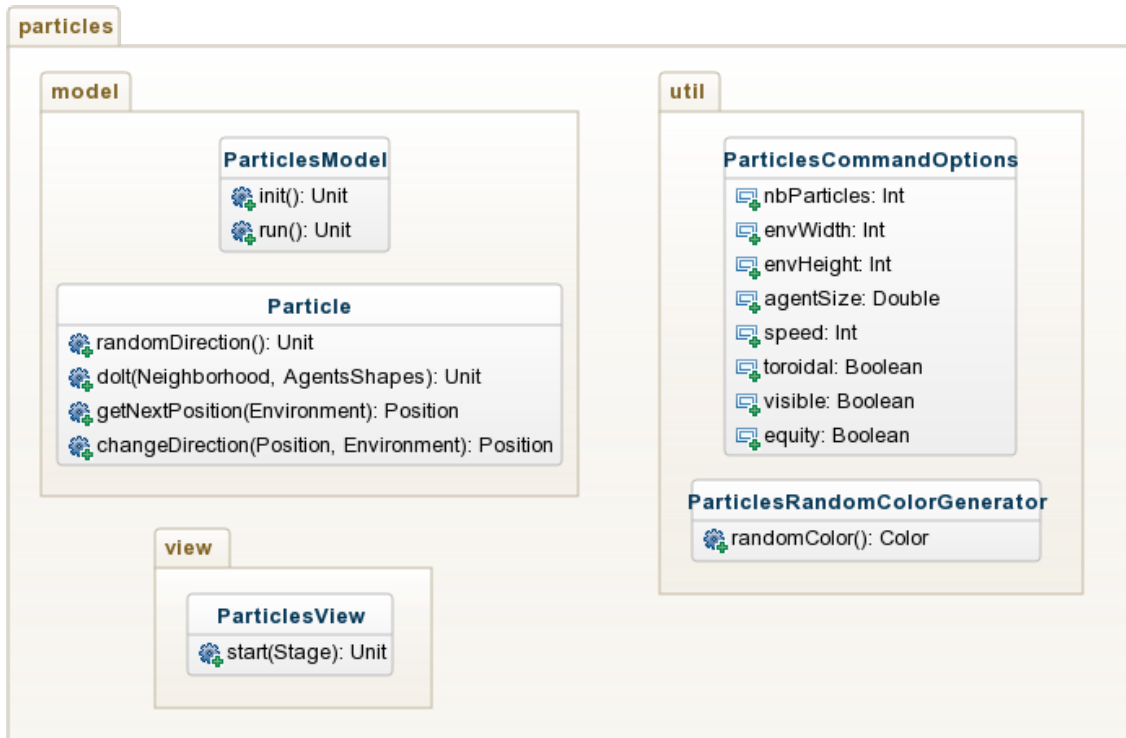 particles
model
ParticlesModel
init(): Unit
run(): Unit
Particle
randomDirection(): Unit
doIt(Neighborhood, AgentsShapes): Unit
getNextPosition(Environment): Position
changeDirection(Position, Environment): Position
view
ParticlesView
start(Stage): Unit
util
ParticlesCommandOptions
nbParticles: Int
envWidth: Int
envHeight: Int
agentSize: Double
speed: Int
toroidal: Boolean
visible: Boolean
equity: Boolean
ParticlesRandomColorGenerator
randomColor(): Color